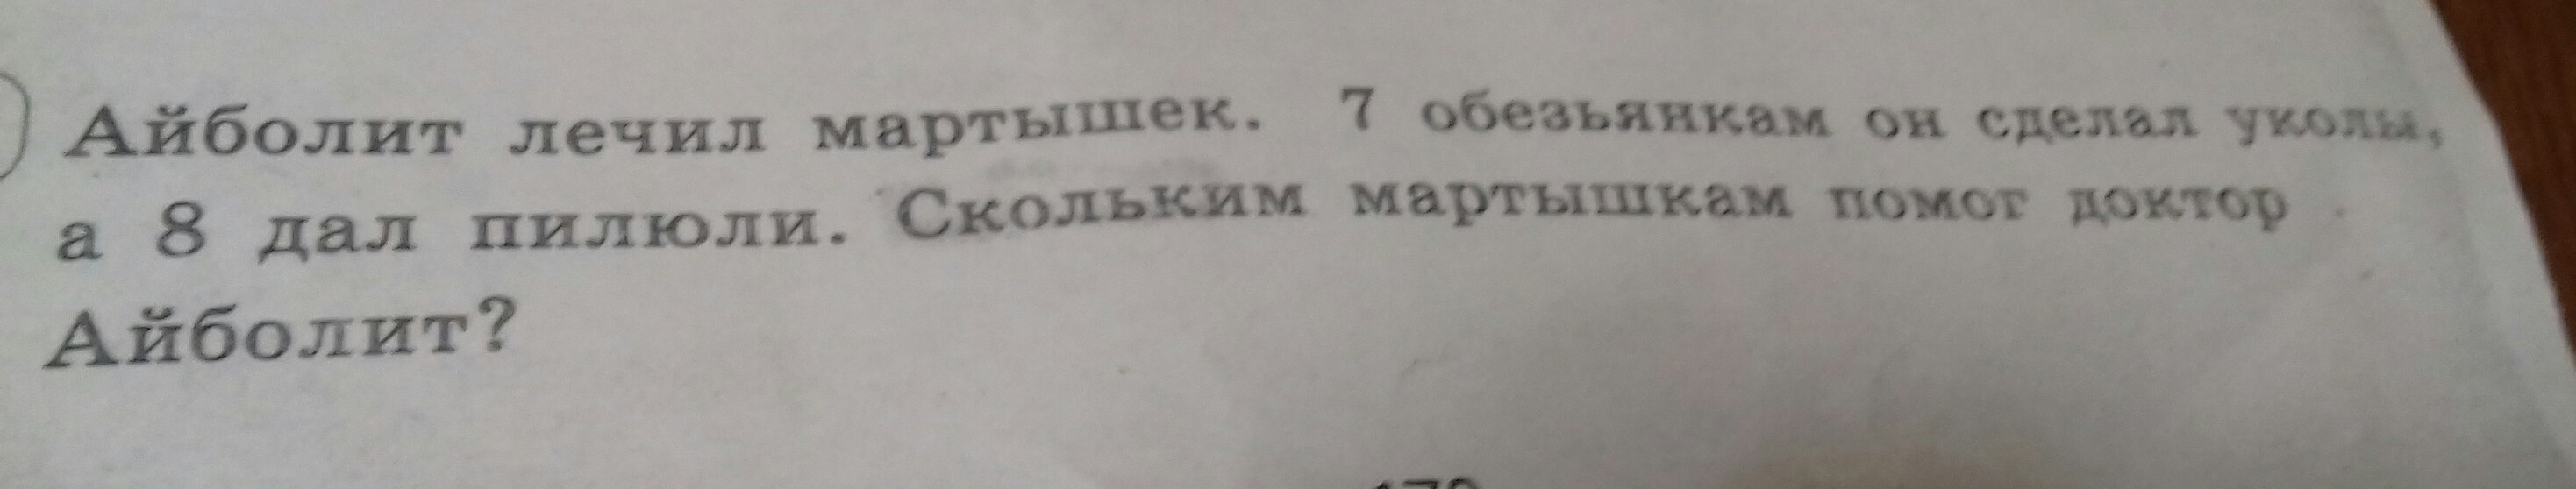 Айболит лечил мартышек. 7 обезьянкам он сделал уколы,
а 8 дал пилюли. Скольким мартышкам помог доктор
Айболит?